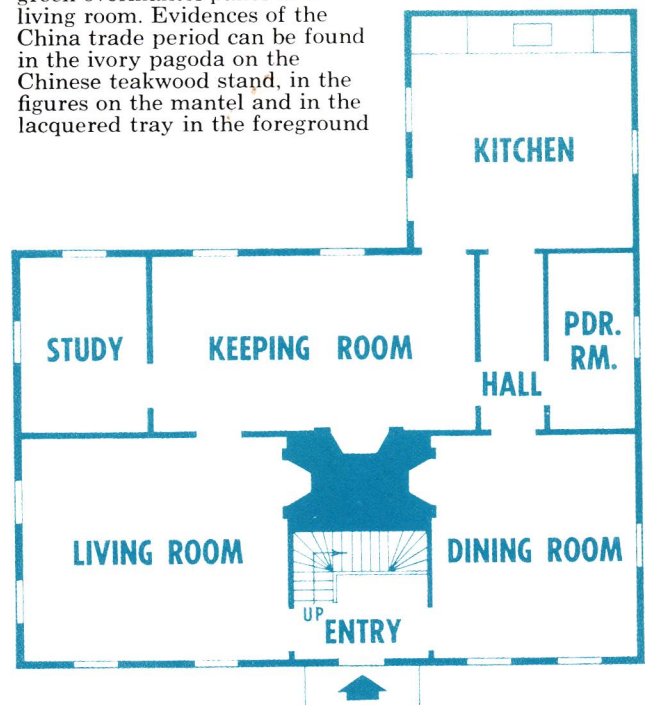 living room. Evidences of the
China trade period can be found
in the ivory pagoda on the
Chinese teakwood stand, in the
figures on the mantel and in the
lacquered tray in the foreground
KITCHEN
STUDY
KEEPING ROOM
HALL
PDR.
RM.
LIVING ROOM
DINING ROOM
UP
ENTRY